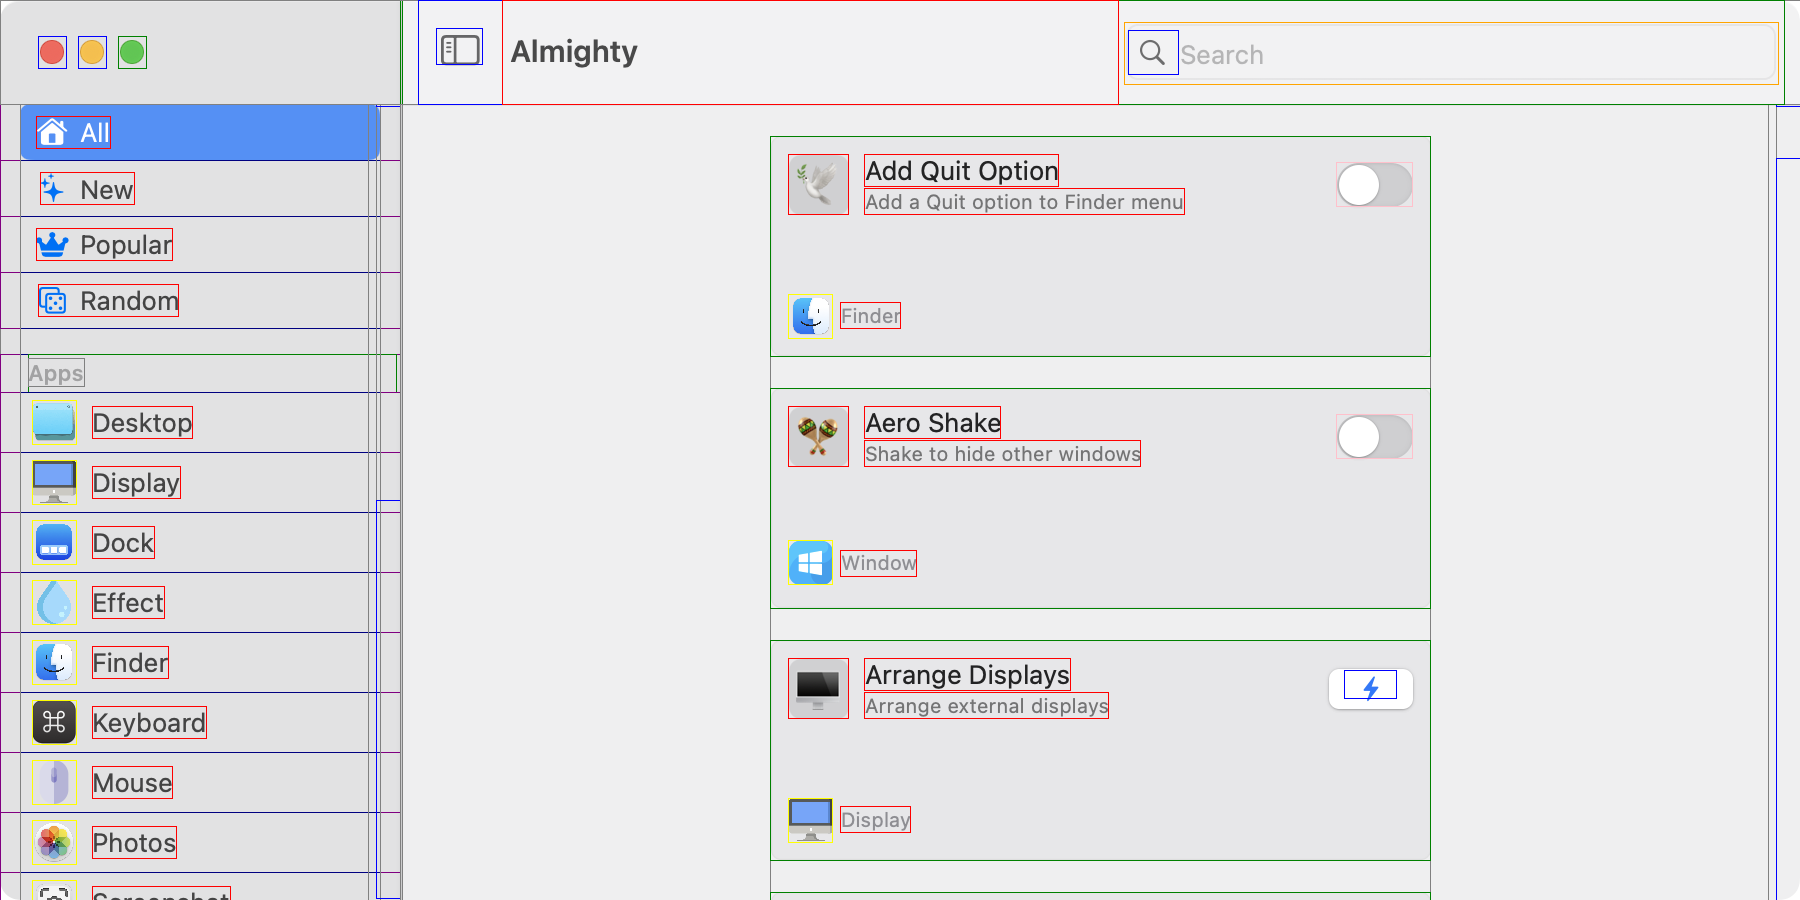 Almighty
Search
All
New
Popular
Random
Apps
Desktop
Display
Dock
Effect
Finder
Keyboard
Mouse
Photos
Screenshot
Add Quit Option
Add a Quit option to Finder menu
Finder
Aero Shake
Shake to hide other windows
Window
Arrange Displays
Arrange external displays
Display